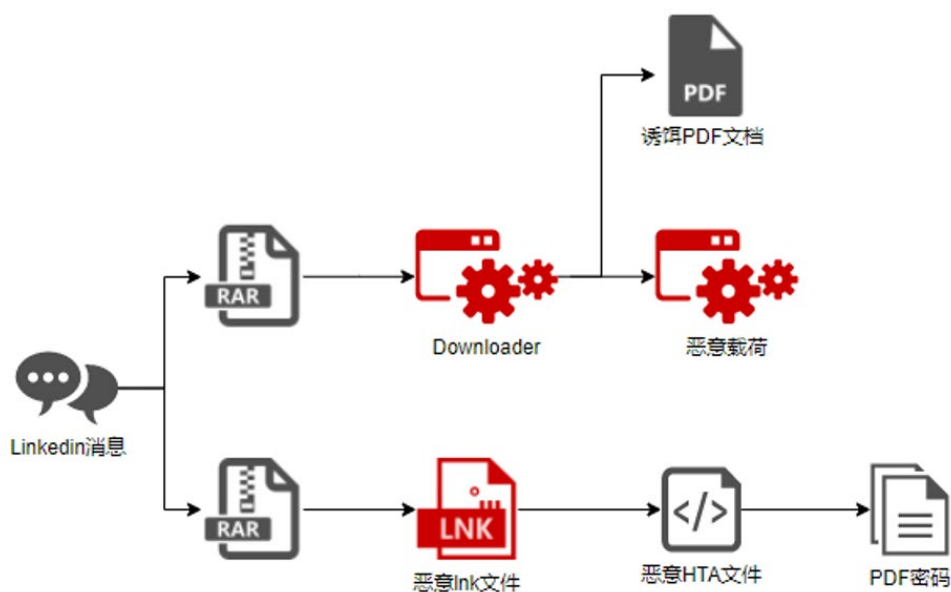 PDF
诱饵PDF文档
RAR
Downloader
恶意载荷
Linkedin消息
RAR
LNK
</>
恶意lnk文件
恶意HTA文件
PDF密码